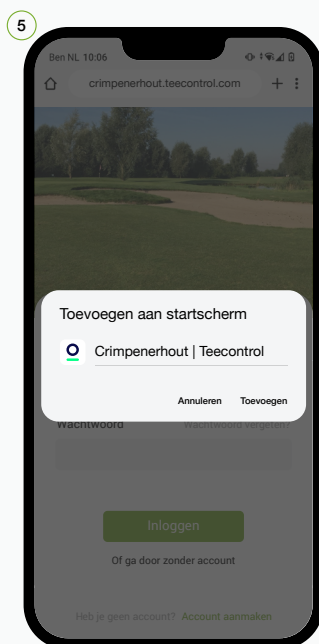 5
Ben NL 10:06
crimpenerhout.teecontrol.com
Toevoegen aan startscherm
Crimpenerhout | Teecontrol
Annuleren Toevoegen
Wachtwoord Wachtwoord vergeten?
Inloggen
Of ga door zonder account
Heb je geen account? Account aanmaken